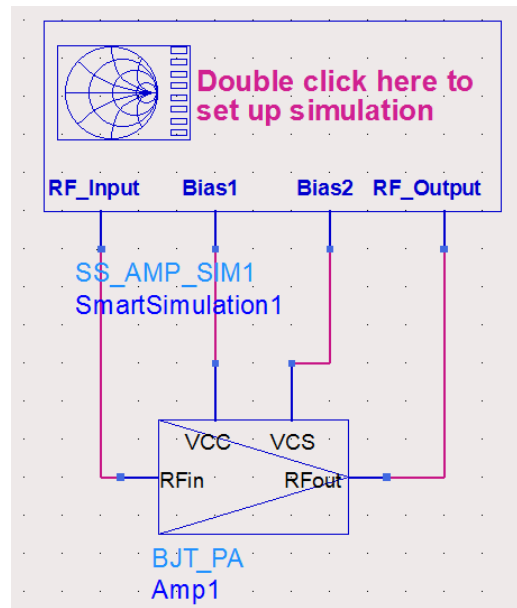 Double click here to
set up simulation
RF_Input Bias1 Bias2 RF_Output
SS_AMP_SIM1
SmartSimulation1
VCC VCS
RFin RFout
BJT_PA
Amp1